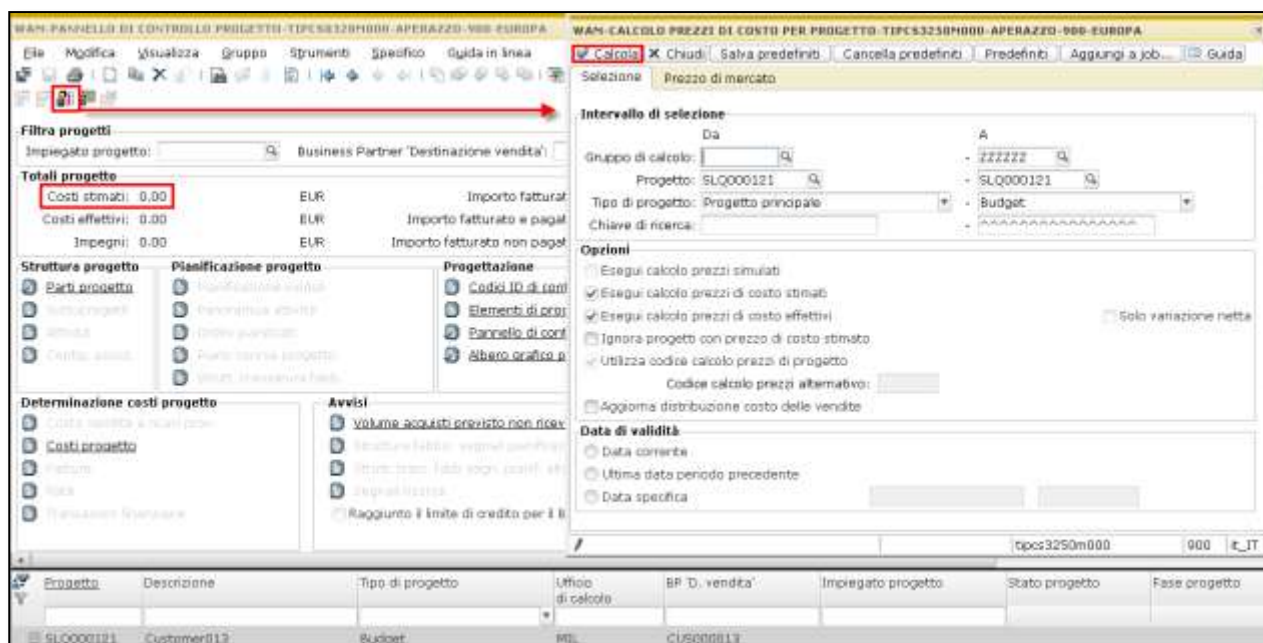 WAM-PANNELLO DI CONTROLLO PROGETTO-TIPCS8320M000-APERAZZO-900-EUROPA
File Modifica Visualizza Gruppo Strumenti Specifico Guida in linea
Filtra progetti
Impiegato progetto: Business Partner 'Destinazione vendita':
Totali progetto
Costi stimati: 0.00 EUR Importo fatturat
Costi effettivi: 0.00 EUR Importo fatturato e pagat
Impegni: 0.00 EUR Importo fatturato non pagat
Struttura progetto Pianificazione progetto Progettazione
Parti progetto Codici ID di conf
Elementi di prog
Attività Pannello di cont
Albero grafico p
Determinazione costi progetto Avvisi
Volume acquisti previsto non ricev
Costi progetto
Fatture
Transazioni finanziarie
Raggiunto il limite di credito per il B
WAM-CALCOLO PREZZI DI COSTO PER PROGETTO-TIPCS3250M000-APERAZZO-900-EUROPA
Calcola Chiudi Salva predefiniti Cancella predefiniti Predefiniti Aggiungi a job... Guida
Selezione Prezzo di mercato
Intervallo di selezione
Da A
Gruppo di calcolo: - ZZZZZZ
Progetto: SLQ000121 - SLQ000121
Tipo di progetto: Progetto principale - Budget
Chiave di ricerca: - ^^^^^^^^^^^^^^^^
Opzioni
Esegui calcolo prezzi simulati
Esegui calcolo prezzi di costo stimati
Esegui calcolo prezzi di costo effettivi Solo variazione netta
Ignora progetti con prezzo di costo stimato
Utilizza codice calcolo prezzi di progetto
Codice calcolo prezzi alternativo:
Aggiorna distribuzione costo delle vendite
Data di validità
Data corrente
Ultima data periodo precedente
Data specifica
tipcs3250m000 900 it_IT
Progetto Descrizione Tipo di progetto Ufficio di calcolo BP 'D. vendita' Impiegato progetto Stato progetto Fase progetto
SLQ000121 Customer013 Budget MIL CUS000013